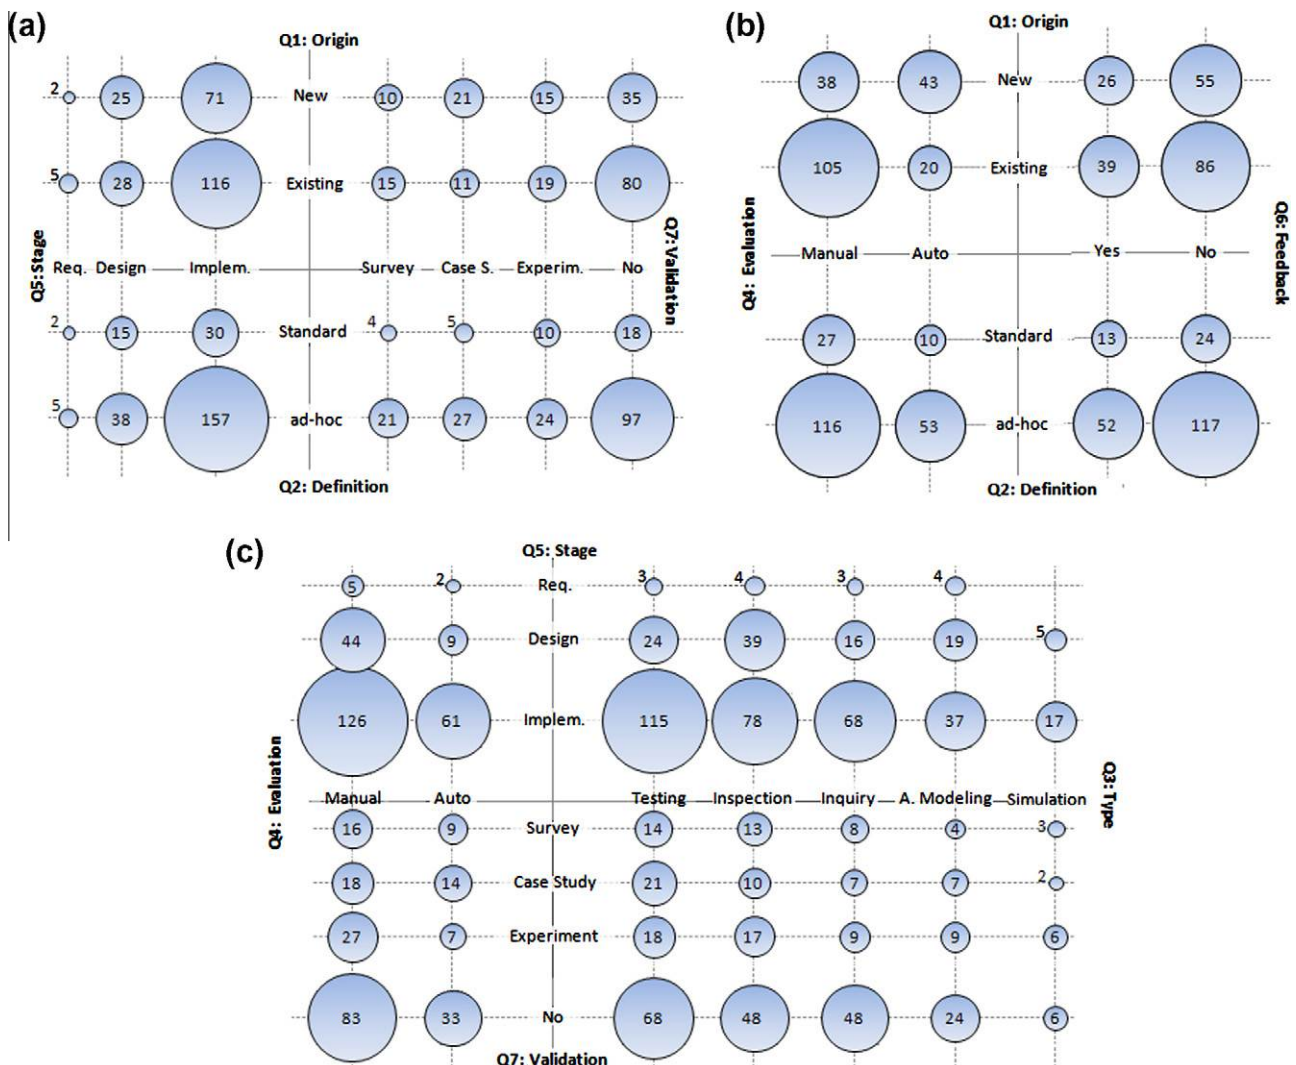 (a)
Q1: Origin
2 25 71 New 10 21 15 35
5 28 116 Existing 15 11 19 80
Q5: Stage
Q7: Validation
Req. Design Implem. Survey Case S. Experim. No
2 15 30 Standard 4 5 10 18
5 38 157 ad-hoc 21 27 24 97
Q2: Definition
(b)
Q1: Origin
38 43 New 26 55
105 20 Existing 39 86
Q4: Evaluation
Q6: Feedback
Manual Auto Yes No
27 10 Standard 13 24
116 53 ad-hoc 52 117
Q2: Definition
(c)
Q5: Stage
5 2 Req. 3 4 3 4
44 9 Design 24 39 16 19 5
126 61 Implem. 115 78 68 37 17
Q4: Evaluation
Q3: Type
Manual Auto Testing Inspection Inquiry A. Modeling Simulation
16 9 Survey 14 13 8 4 3
18 14 Case Study 21 10 7 7 2
27 7 Experiment 18 17 9 9 6
83 33 No 68 48 48 24 6
Q7: Validation